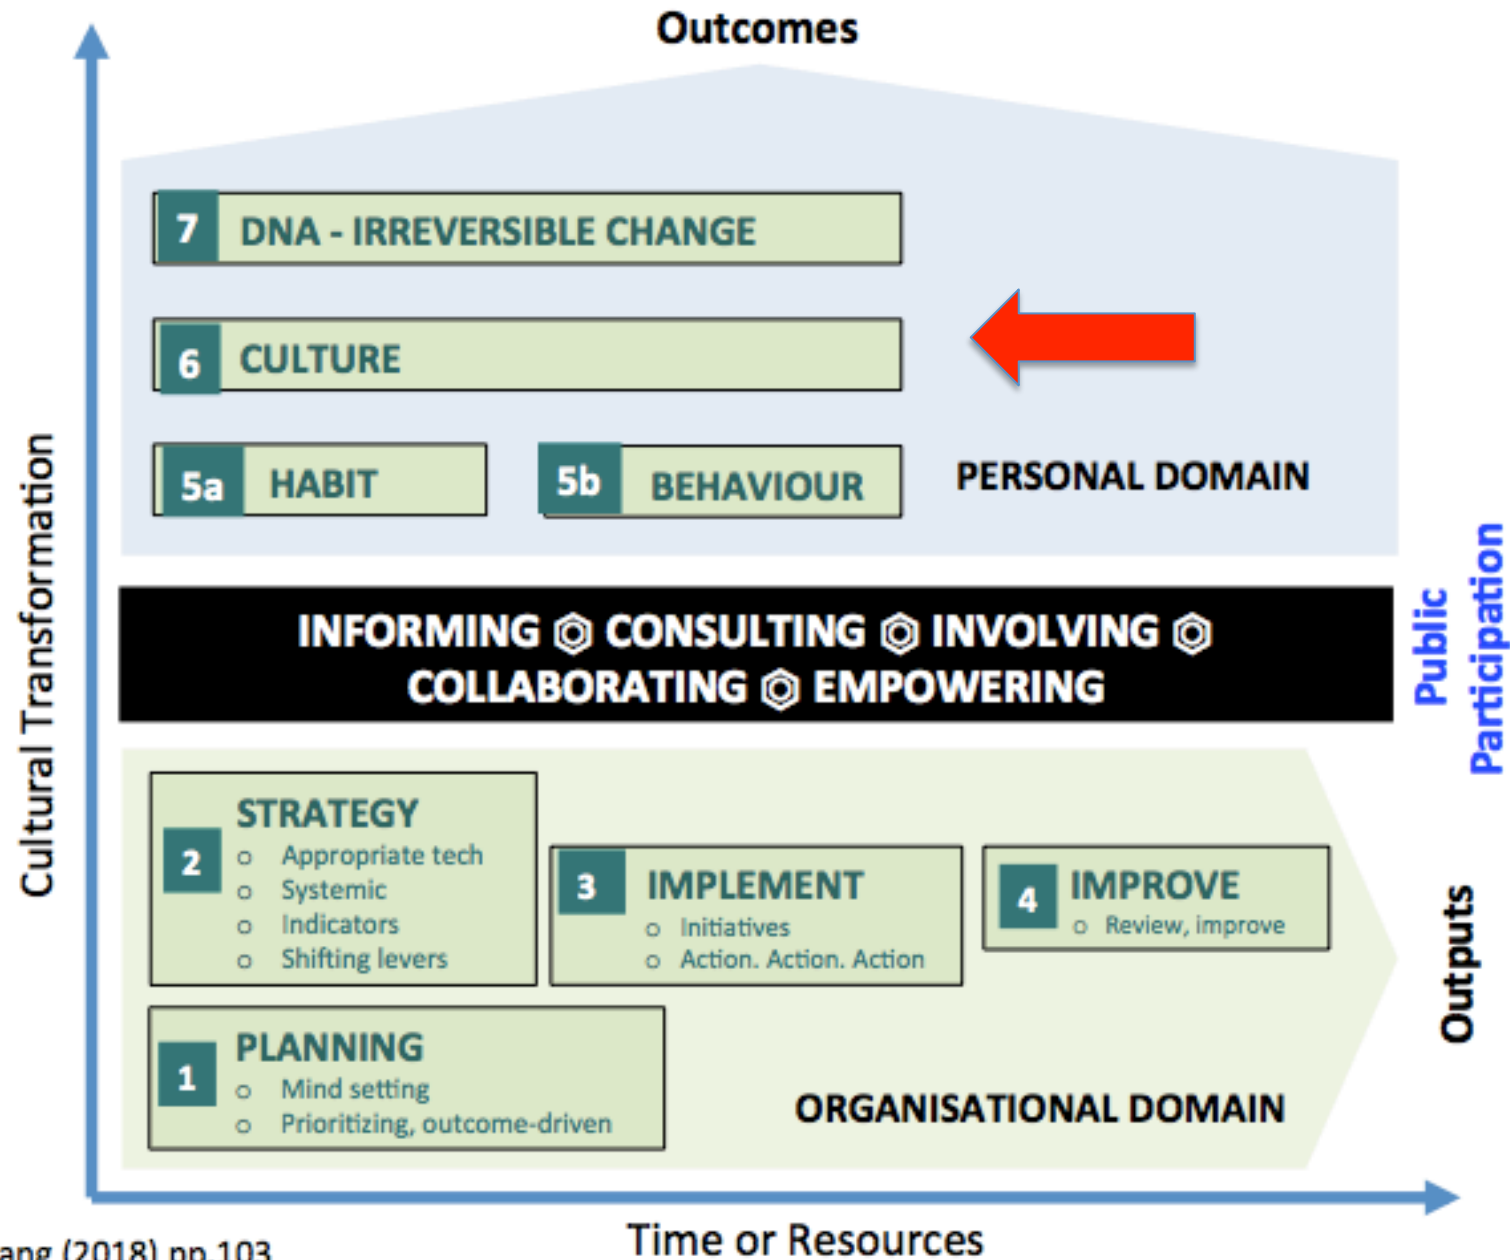 Outcomes
7 DNA - IRREVERSIBLE CHANGE
6 CULTURE
5a HABIT
5b BEHAVIOUR
PERSONAL DOMAIN
INFORMING ⌬ CONSULTING ⌬ INVOLVING ⌬
COLLABORATING ⌬ EMPOWERING
Public
Participation
Cultural Transformation
2 STRATEGY
o Appropriate tech
o Systemic
o Indicators
o Shifting levers
3 IMPLEMENT
o Initiatives
o Action. Action. Action
4 IMPROVE
o Review, improve
1 PLANNING
o Mind setting
o Prioritizing, outcome-driven
ORGANISATIONAL DOMAIN
Outputs
Time or Resources
(2018) pp.103